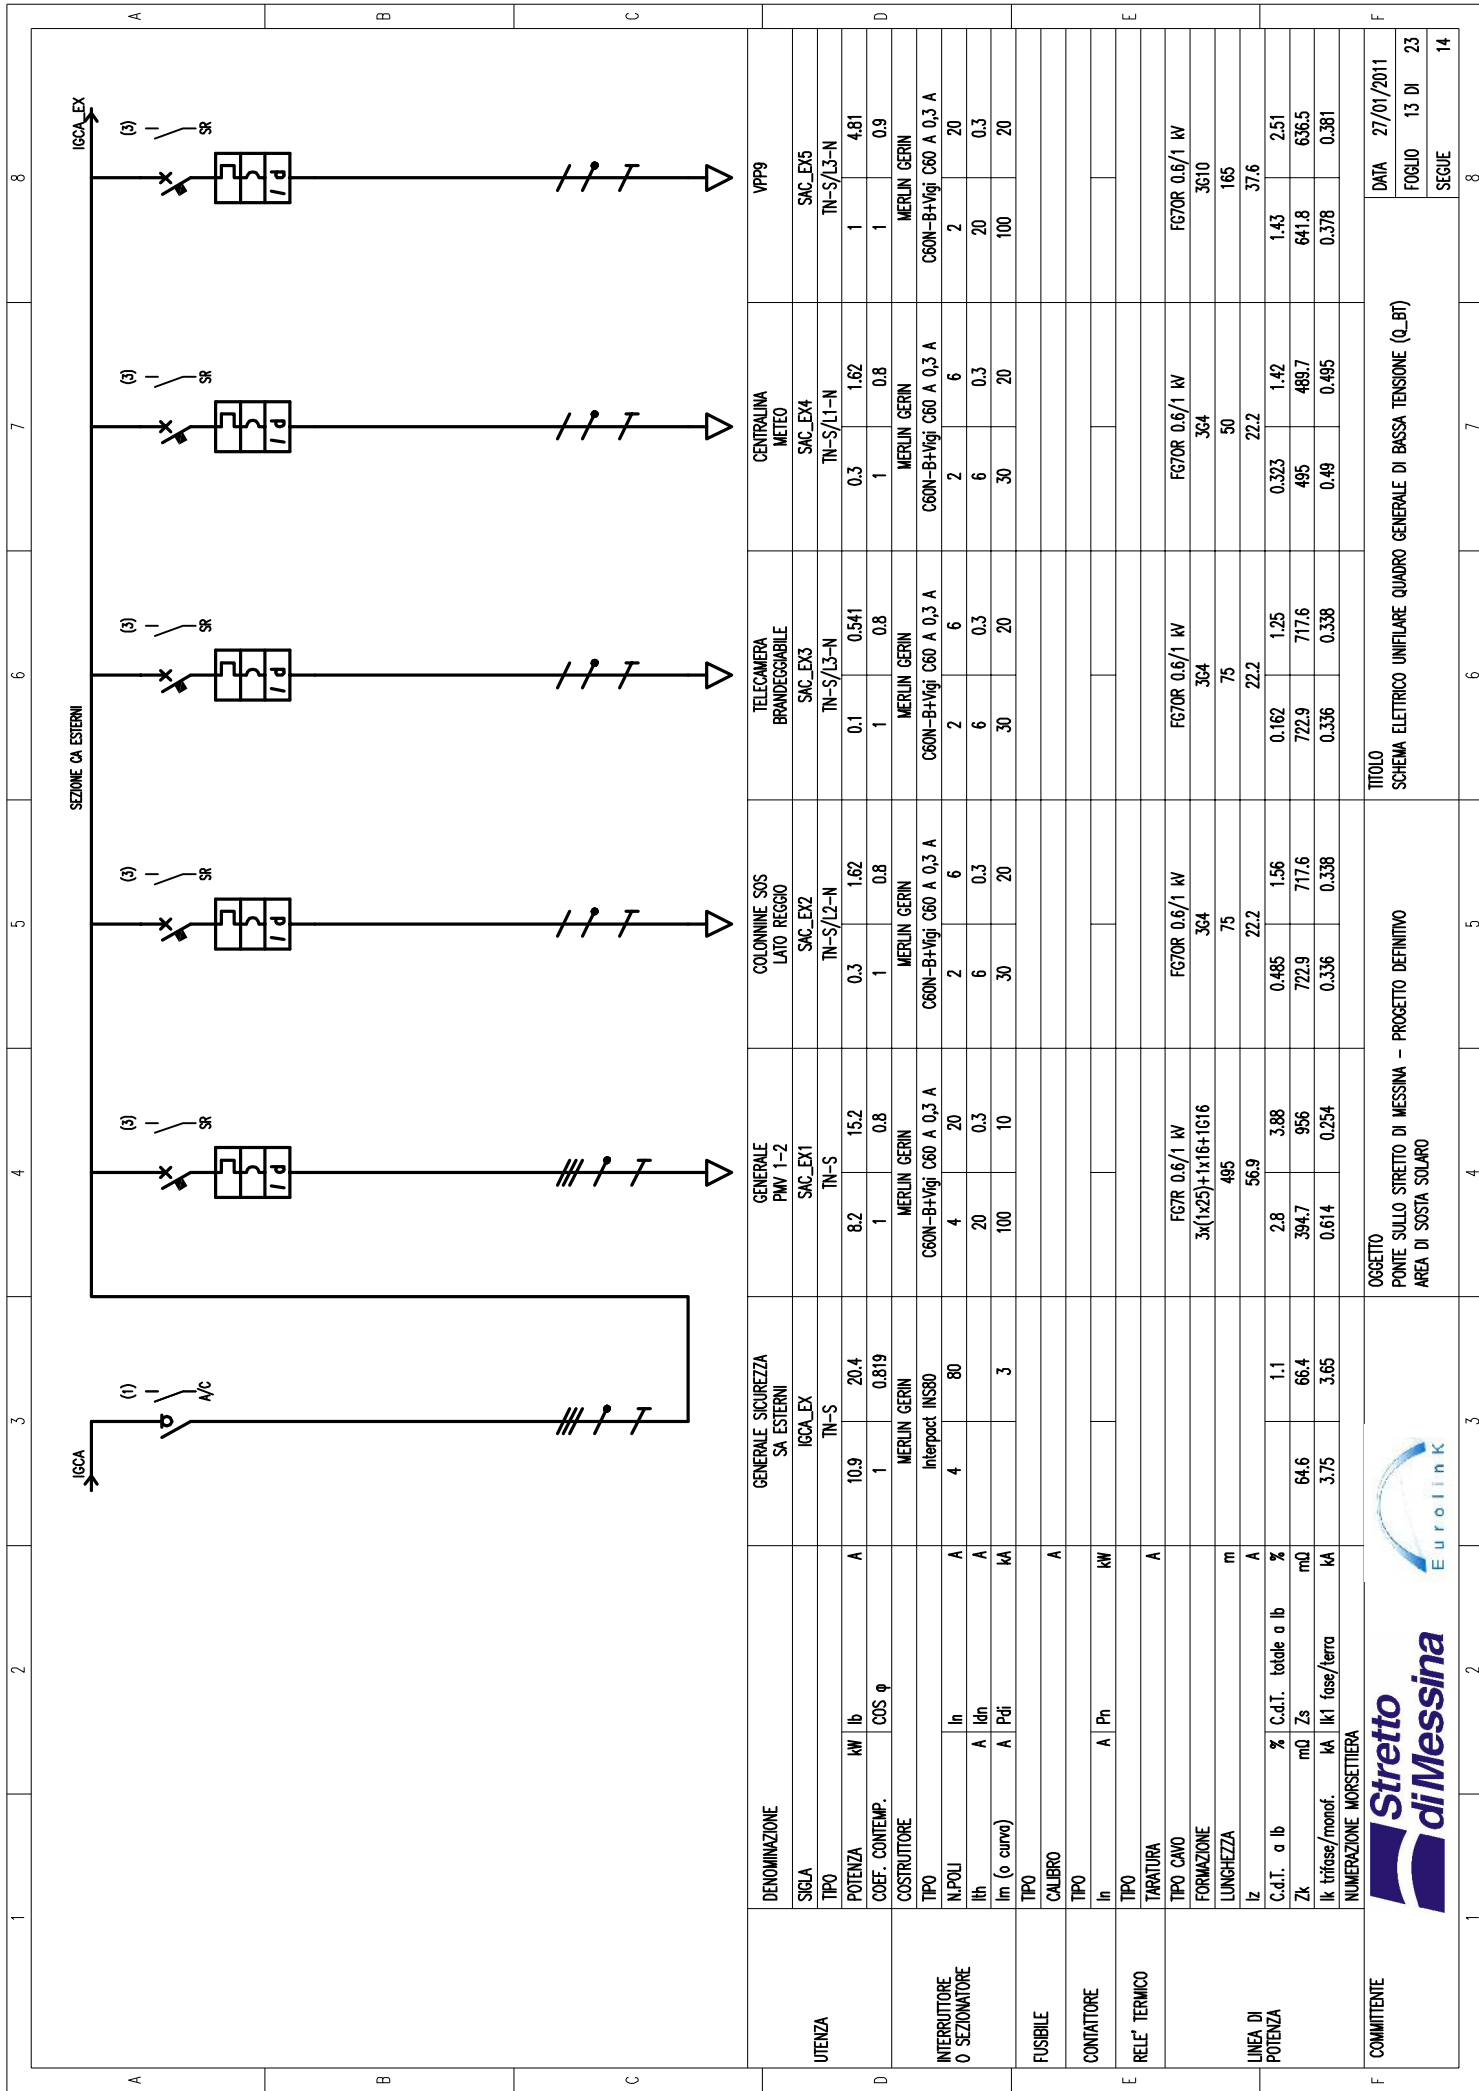 1 2 3 4 5 6 7 8
A
B
C
D
E
F
IGCA
SEZIONE CA ESTERNI
IGCA_EX
(1) A/C
(3) SR
(3) SR
(3) SR
(3) SR
(3) SR
UTENZA
DENOMINAZIONE GENERALE SICUREZZA SA ESTERNI GENERALE PMV 1-2 COLONNINE SOS LATO REGGIO TELECAMERA BRANDEGGIABILE CENTRALINA METEO VPP9
SIGLA IGCA_EX SAC_EX1 SAC_EX2 SAC_EX3 SAC_EX4 SAC_EX5
TIPO TN-S TN-S TN-S/L2-N TN-S/L3-N TN-S/L1-N TN-S/L3-N
POTENZA kW Ib A 10.9 20.4 8.2 15.2 0.3 1.62 0.1 0.541 0.3 1.62 1 4.81
COEF. CONTEMP. COS φ 1 0.819 1 0.8 1 0.8 1 0.8 1 0.8 1 0.9
INTERRUTTORE O SEZIONATORE
COSTRUTTORE MERLIN GERIN MERLIN GERIN MERLIN GERIN MERLIN GERIN MERLIN GERIN MERLIN GERIN
TIPO Interpact INS80 C60N-B+Vigi C60 A 0,3 A C60N-B+Vigi C60 A 0,3 A C60N-B+Vigi C60 A 0,3 A C60N-B+Vigi C60 A 0,3 A C60N-B+Vigi C60 A 0,3 A
N.POLI In A 4 80 4 20 2 6 2 6 2 6 2 20
Ith A Idn A 20 0.3 6 0.3 6 0.3 6 0.3 20 0.3
Im (o curva) A Pdi kA 3 100 10 30 20 30 20 30 20 100 20
FUSIBILE
TIPO
CALIBRO A
CONTATTORE
TIPO
In A Pn kW
RELE' TERMICO
TIPO
TARATURA A
LINEA DI POTENZA
TIPO CAVO FG7R 0.6/1 kV FG7OR 0.6/1 kV FG7OR 0.6/1 kV FG7OR 0.6/1 kV FG7OR 0.6/1 kV
FORMAZIONE 3x(1x25)+1x16+1G16 3G4 3G4 3G4 3G10
LUNGHEZZA m 495 75 75 50 165
Iz A 56.9 22.2 22.2 22.2 37.6
C.d.T. a Ib % C.d.T. totale a Ib % 1.1 2.8 3.88 0.485 1.56 0.162 1.25 0.323 1.42 1.43 2.51
Zk mΩ Zs mΩ 64.6 66.4 394.7 956 722.9 717.6 722.9 717.6 495 489.7 641.8 636.5
Ik trifase/monof. kA Ik1 fase/terra kA 3.75 3.65 0.614 0.254 0.336 0.338 0.336 0.338 0.49 0.495 0.378 0.381
NUMERAZIONE MORSETTIERA
COMMITTENTE
Stretto
di Messina
Eurolink
OGGETTO
PONTE SULLO STRETTO DI MESSINA - PROGETTO DEFINITIVO
AREA DI SOSTA SOLARO
TITOLO
SCHEMA ELETTRICO UNIFILARE QUADRO GENERALE DI BASSA TENSIONE (Q_BT)
DATA 27/01/2011
FOGLIO 13 DI 23
SEGUE 14
A
B
C
D
E
F
1 2 3 4 5 6 7 8